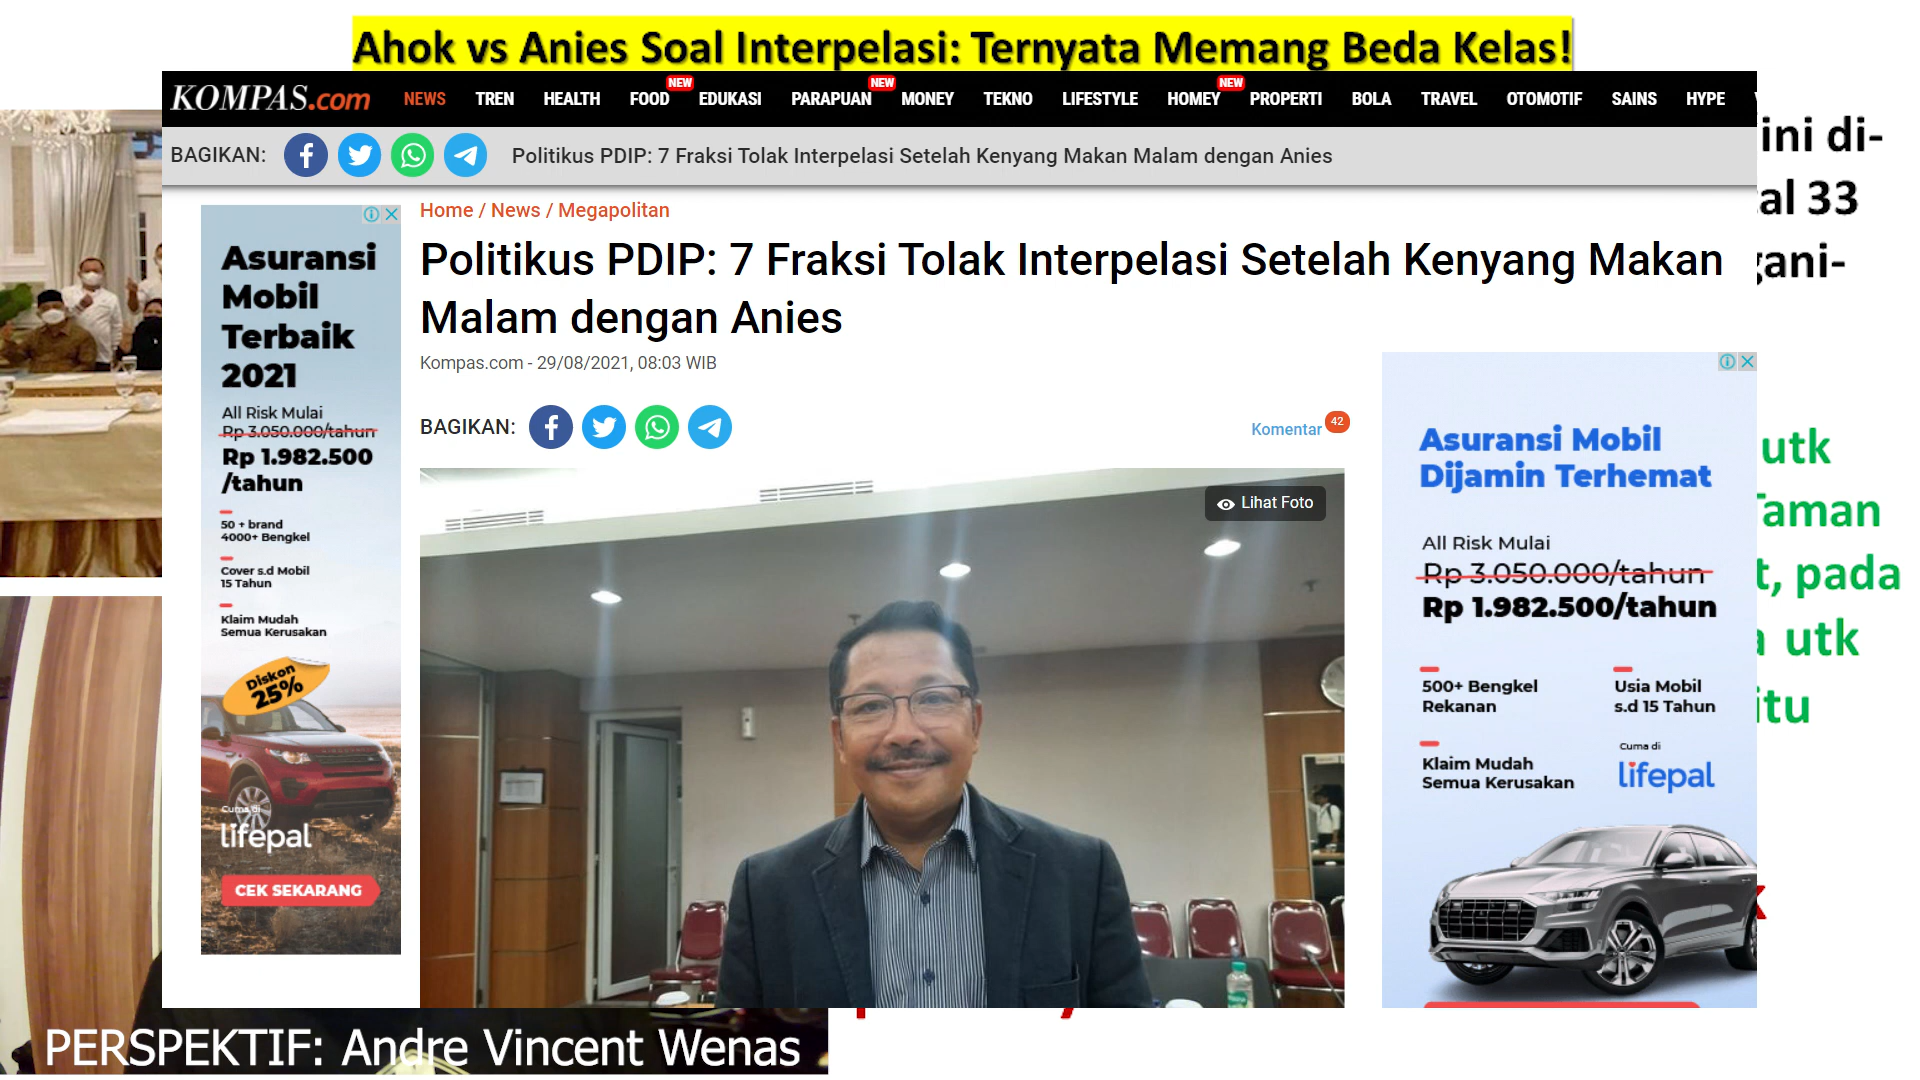 Ahok vs Anies Soal Interpelasi: Ternyata Memang Beda Kelas!
KOMPAS.com NEWS TREN HEALTH FOOD NEW EDUKASI PARAPUAN NEW MONEY TEKNO LIFESTYLE HOMEY NEW PROPERTI BOLA TRAVEL OTOMOTIF SAINS HYPE
BAGIKAN: Politikus PDIP: 7 Fraksi Tolak Interpelasi Setelah Kenyang Makan Malam dengan Anies
Home / News / Megapolitan
Politikus PDIP: 7 Fraksi Tolak Interpelasi Setelah Kenyang Makan
Malam dengan Anies
Kompas.com - 29/08/2021, 08:03 WIB
BAGIKAN:
Komentar 42
Lihat Foto
Asuransi
Mobil
Terbaik
2021
All Risk Mulai
Rp 3.050.000/tahun
Rp 1.982.500
/tahun
50 + brand
4000+ Bengkel
Cover s.d Mobil
15 Tahun
Klaim Mudah
Semua Kerusakan
Diskon
25%
Cuma di
lifepal
CEK SEKARANG
Asuransi Mobil
Dijamin Terhemat
All Risk Mulai
Rp 3.050.000/tahun
Rp 1.982.500/tahun
500+ Bengkel
Rekanan
Usia Mobil
s.d 15 Tahun
Klaim Mudah
Semua Kerusakan
Cuma di
lifepal
ini di-
al 33
gani-
utk
Taman
t, pada
a utk
itu
PERSPEKTIF: Andre Vincent Wenas